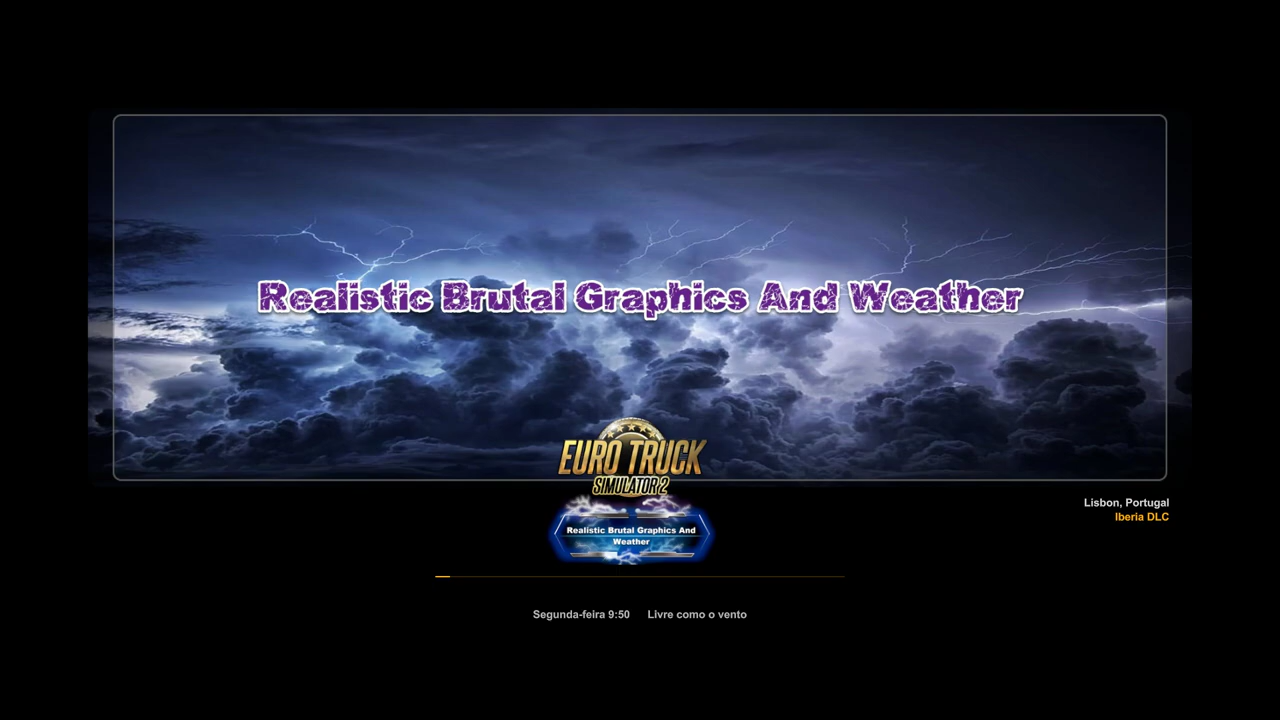 Realistic Brutal Graphics And Weather
EURO TRUCK
SIMULATOR 2
Realistic Brutal Graphics And
Weather
Lisbon, Portugal
Iberia DLC
Segunda-feira 9:50 Livre como o vento